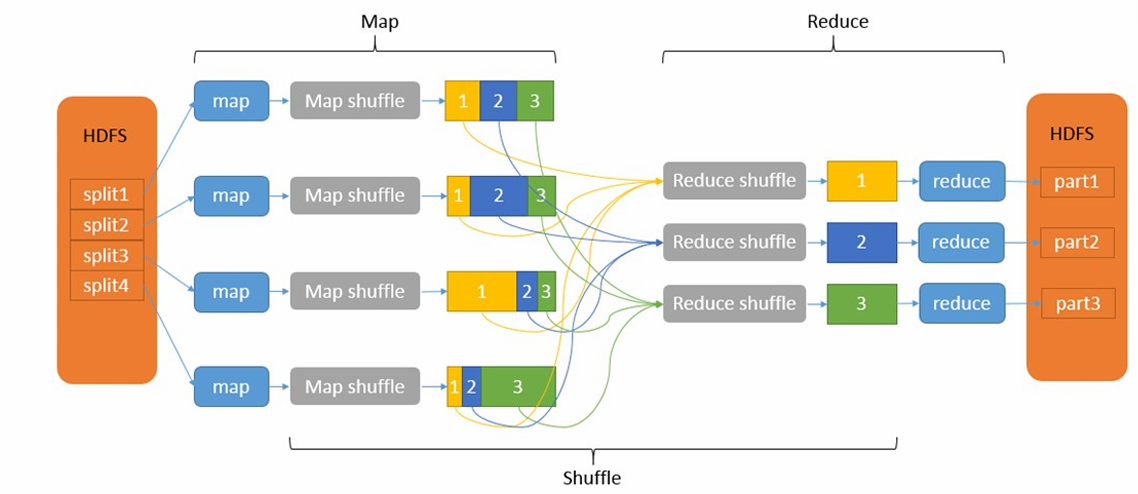 Map
Reduce
HDFS
split1
split2
split3
split4
map
Map shuffle
1
2
3
map
Map shuffle
1
2
3
map
Map shuffle
1
2
3
map
Map shuffle
1
2
3
Reduce shuffle
1
reduce
Reduce shuffle
2
reduce
Reduce shuffle
3
reduce
HDFS
part1
part2
part3
Shuffle